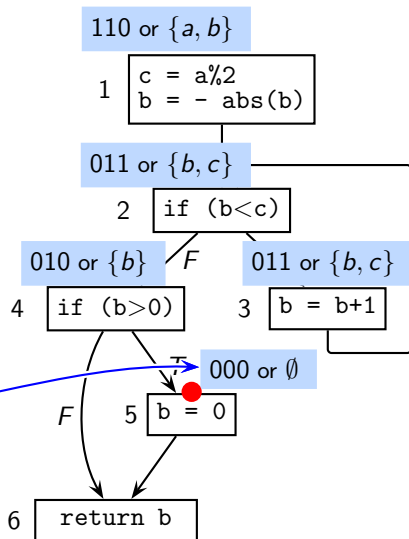 110 or {a, b}
1
c = a%2
b = - abs(b)
011 or {b, c}
2
if (b<c)
F
010 or {b}
011 or {b, c}
4
if (b>0)
3
b = b+1
T
000 or ∅
F
5
b = 0
6
return b